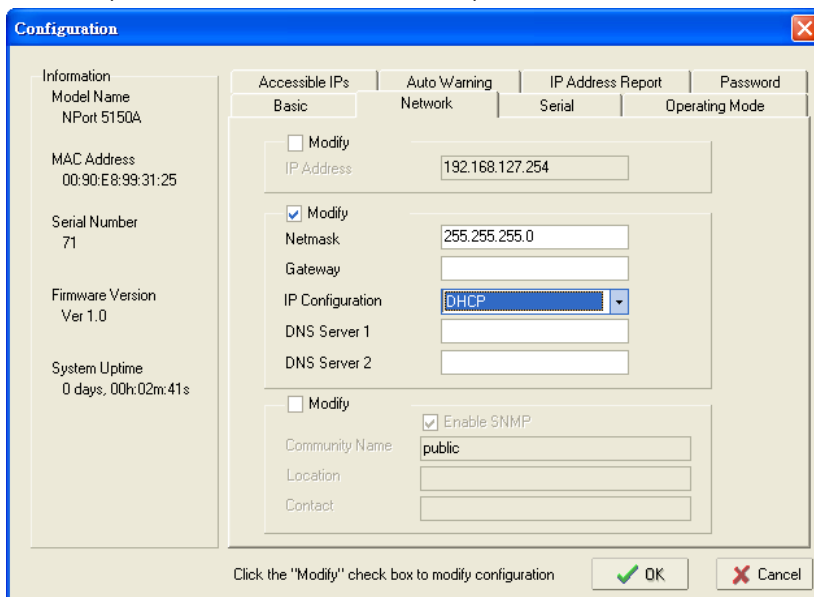 Configuration
Information
Model Name
NPort 5150A
MAC Address
00:90:E8:99:31:25
Serial Number
71
Firmware Version
Ver 1.0
System Uptime
0 days, 00h:02m:41s
Accessible IPs Auto Warning IP Address Report Password
Basic Network Serial Operating Mode
Modify
IP Address 192.168.127.254
Modify
Netmask 255.255.255.0
Gateway
IP Configuration DHCP
DNS Server 1
DNS Server 2
Modify
Enable SNMP
Community Name public
Location
Contact
Click the "Modify" check box to modify configuration OK Cancel